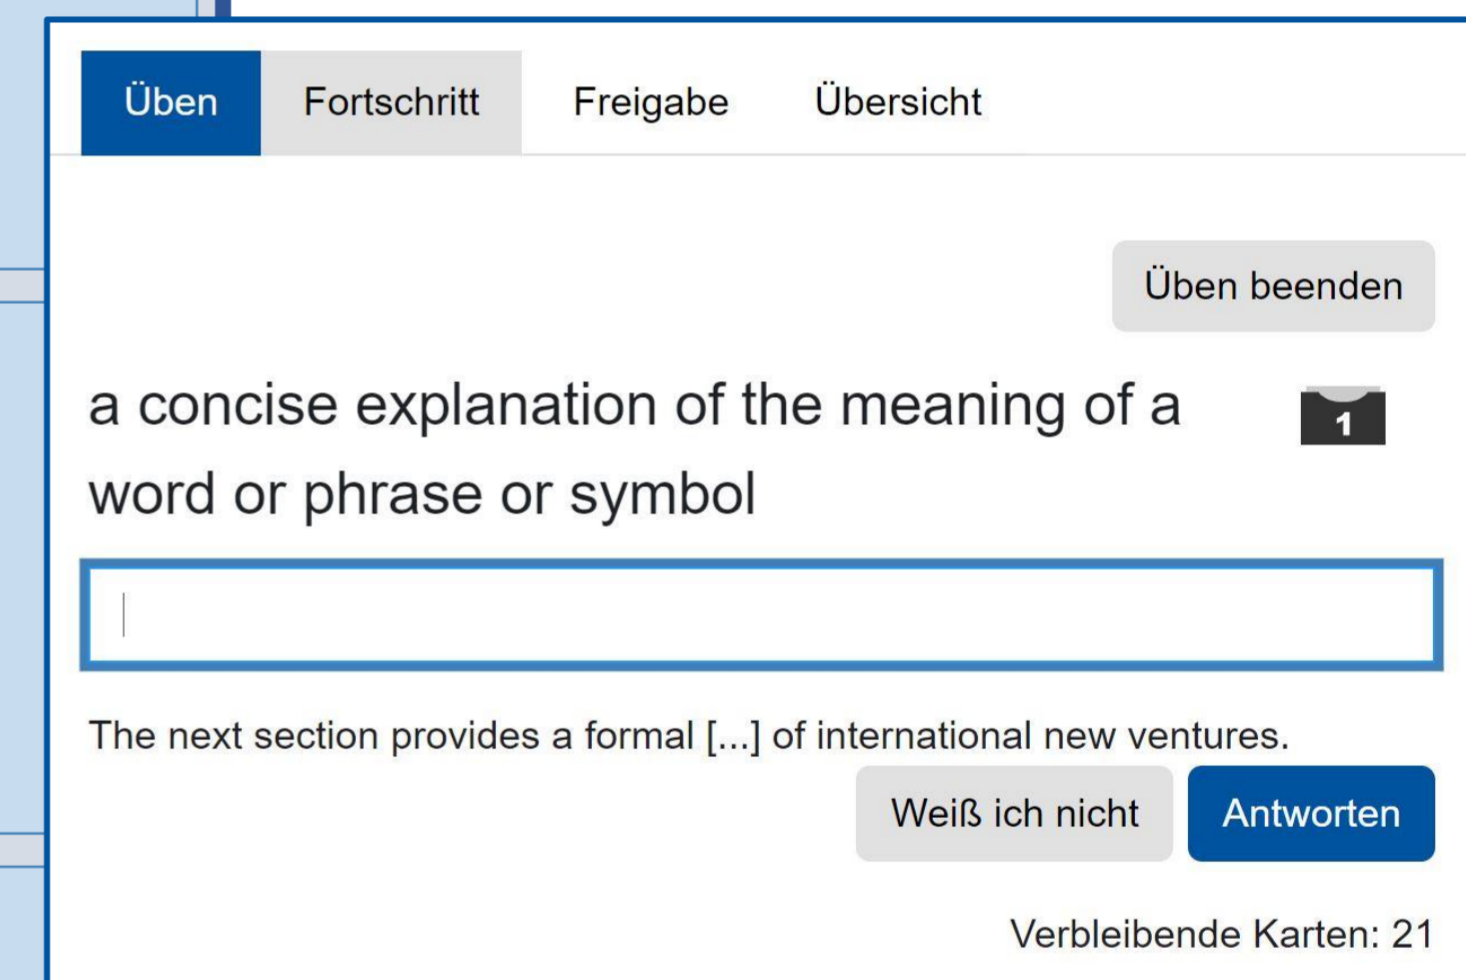 Üben Fortschritt Freigabe Übersicht
Üben beenden
a concise explanation of the meaning of a
word or phrase or symbol
1
The next section provides a formal [...] of international new ventures.
Weiß ich nicht Antworten
Verbleibende Karten: 21